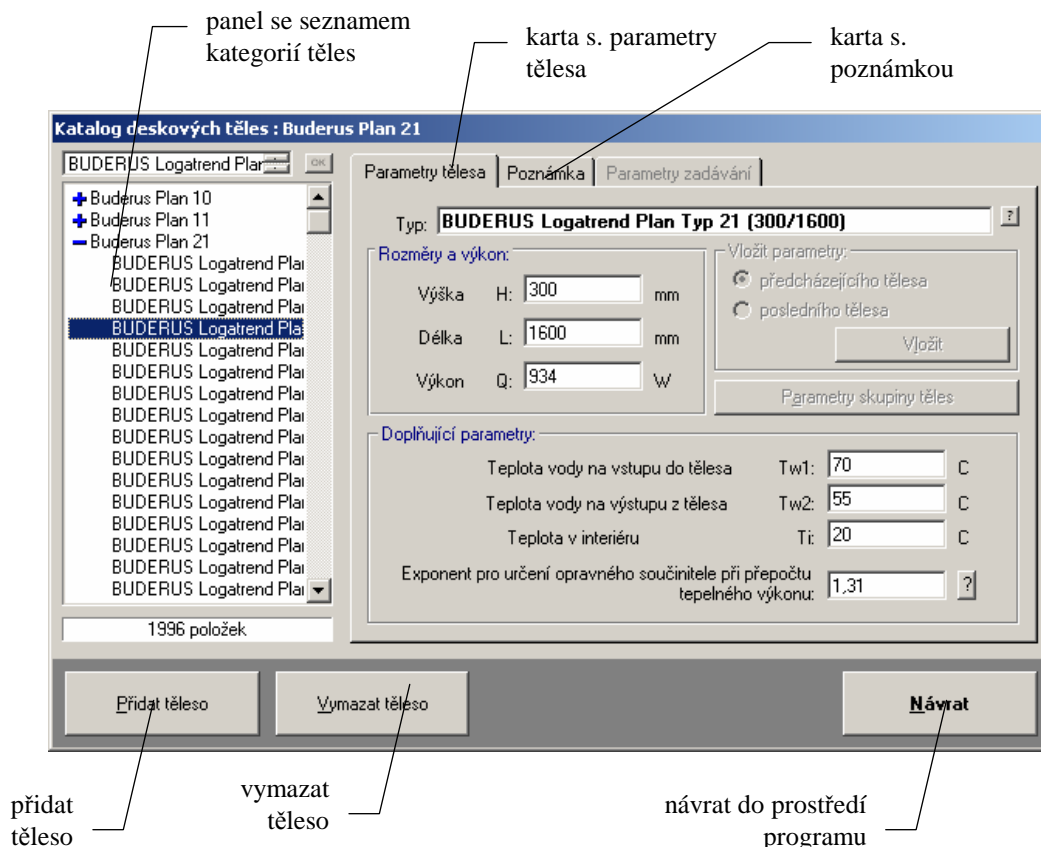 panel se seznamem
kategorií těles
karta s. parametry
tělesa
karta s.
poznámkou
Katalog deskových těles : Buderus Plan 21
BUDERUS Logatrend Plan
OK
Buderus Plan 10
Buderus Plan 11
Buderus Plan 21
BUDERUS Logatrend Plan
BUDERUS Logatrend Plan
BUDERUS Logatrend Plan
BUDERUS Logatrend Pla
BUDERUS Logatrend Plan
BUDERUS Logatrend Plan
BUDERUS Logatrend Plan
BUDERUS Logatrend Plan
BUDERUS Logatrend Plan
BUDERUS Logatrend Plan
BUDERUS Logatrend Plan
BUDERUS Logatrend Plan
BUDERUS Logatrend Plan
BUDERUS Logatrend Plan
BUDERUS Logatrend Plan
BUDERUS Logatrend Plan
1996 položek
Parametry tělesa Poznámka Parametry zadávání
Typ: BUDERUS Logatrend Plan Typ 21 (300/1600) ?
Rozměry a výkon:
Výška H: 300 mm
Délka L: 1600 mm
Výkon Q: 934 W
Vložit parametry:
předcházejícího tělesa
posledního tělesa
Vložit
Parametry skupiny těles
Doplňující parametry:
Teplota vody na vstupu do tělesa Tw1: 70 C
Teplota vody na výstupu z tělesa Tw2: 55 C
Teplota v interiéru Ti: 20 C
Exponent pro určení opravného součinitele při přepočtu
tepelného výkonu: 1,31 ?
Přidat těleso Vymazat těleso Návrat
přidat
těleso
vymazat
těleso
návrat do prostředí
programu